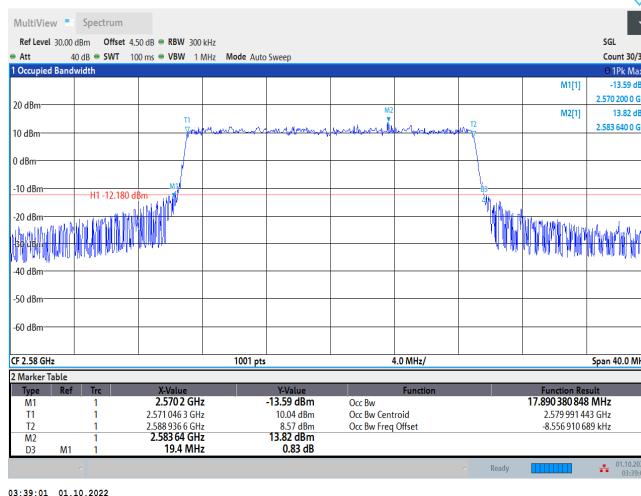 MultiView Spectrum
Ref Level 30.00 dBm Offset 4.50 dB RBW 300 kHz SGL
Att 40 dB SWT 100 ms VBW 1 MHz Mode Auto Sweep Count 30/3
1 Occupied Bandwidth 1Pk Max
M1[1] -13.59 dB
2.570 200 0 G
M2[1] 13.82 dB
2.583 640 0 G
20 dBm
M2
T1
T2
10 dBm
0 dBm
-10 dBm
M1
D3
H1 -12.180 dBm
-20 dBm
-30 dBm
-40 dBm
-50 dBm
-60 dBm
CF 2.58 GHz 1001 pts 4.0 MHz/ Span 40.0 MH
2 Marker Table
Type Ref Trc X-Value Y-Value Function Function Result
M1 1 2.570 2 GHz -13.59 dBm Occ Bw 17.890 380 848 MHz
T1 1 2.571 046 3 GHz 10.04 dBm Occ Bw Centroid 2.579 991 443 GHz
T2 1 2.588 936 6 GHz 8.57 dBm Occ Bw Freq Offset -8.556 910 689 kHz
M2 1 2.583 64 GHz 13.82 dBm
D3 M1 1 19.4 MHz 0.83 dB
Ready 01.10.20
03:39:01 01.10.2022